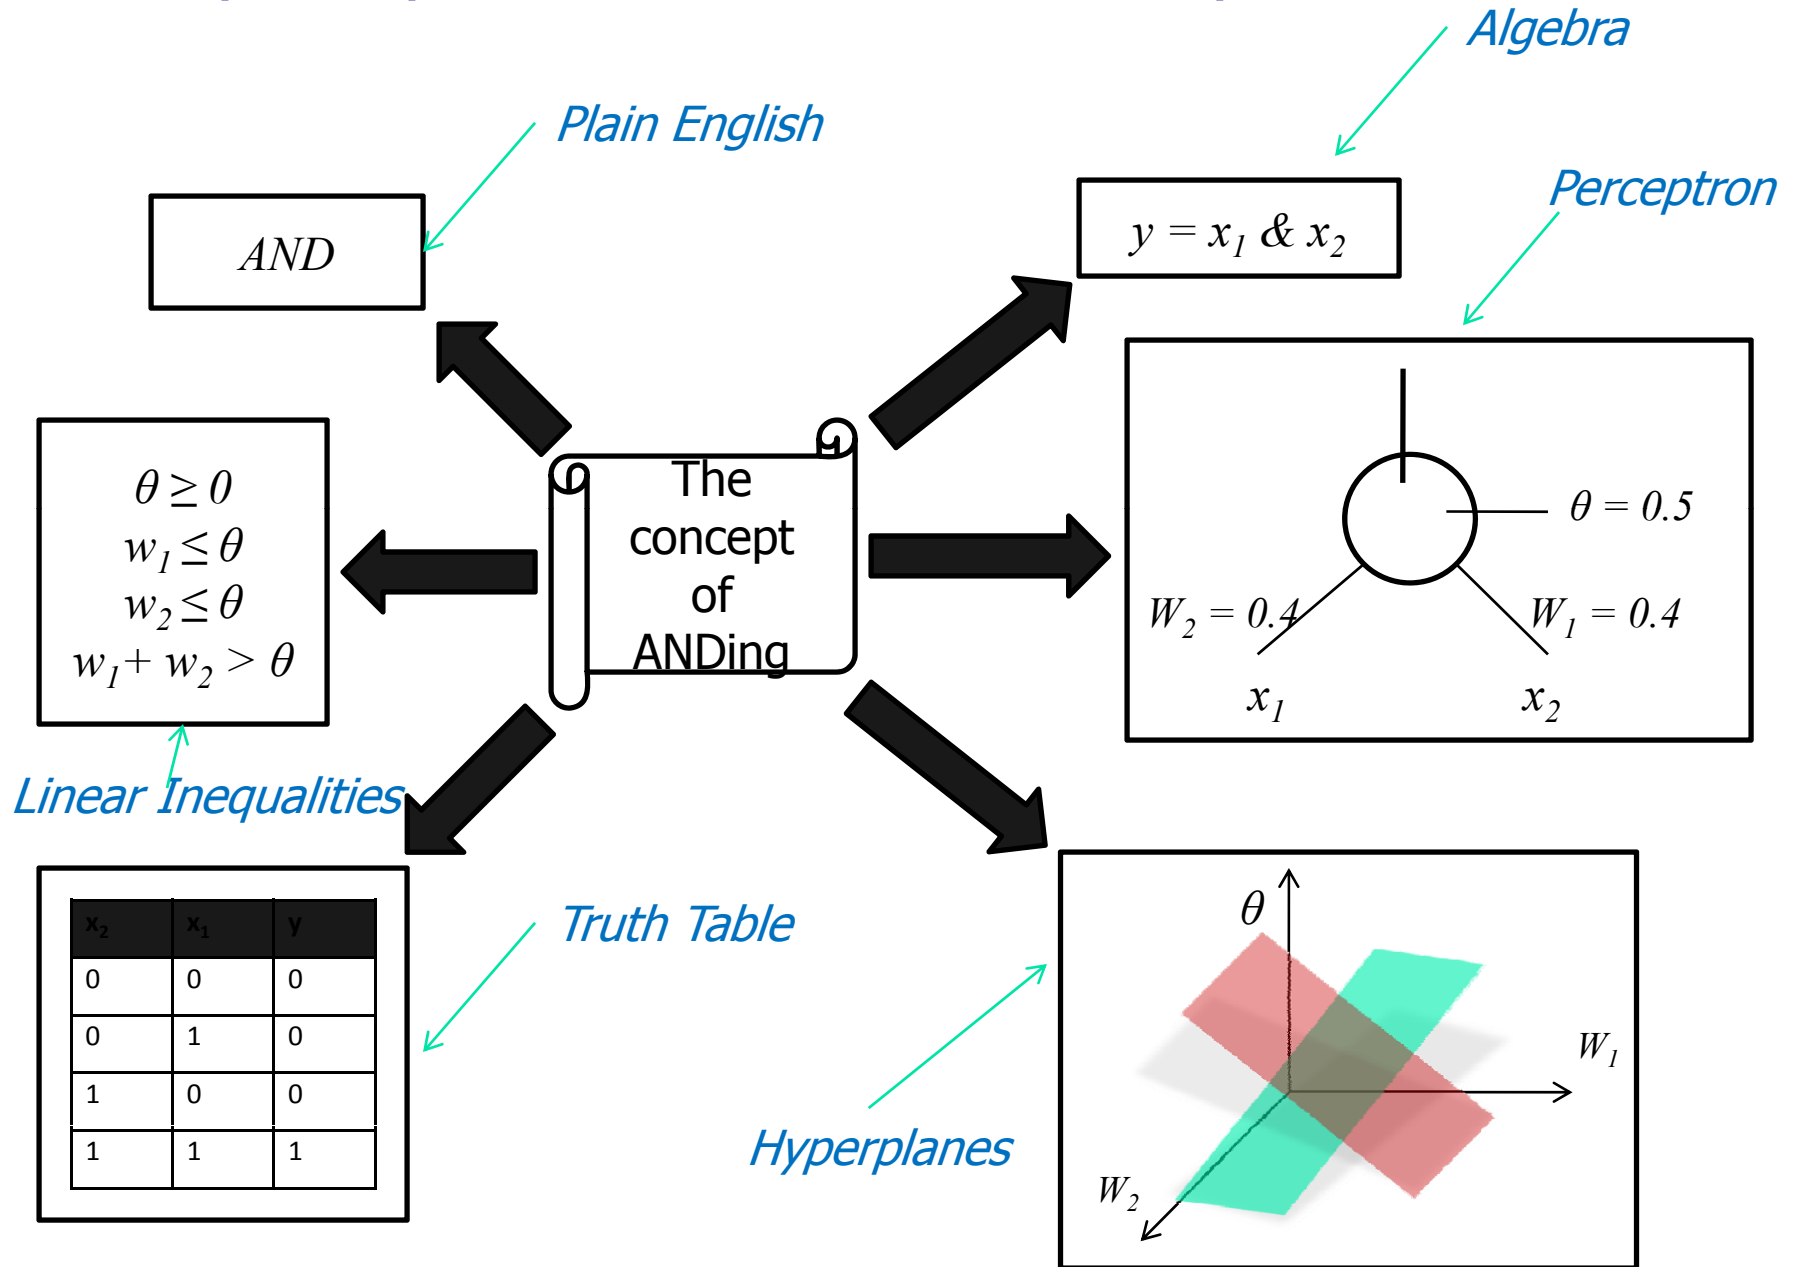 Algebra
Plain English
Perceptron
AND
y = x₁ & x₂
θ ≥ 0
w₁ ≤ θ
w₂ ≤ θ
w₁ + w₂ > θ
The
concept
of
ANDing
θ = 0.5
W₂ = 0.4
W₁ = 0.4
x₁
x₂
Linear Inequalities
x₂ x₁ y
0 0 0
0 1 0
1 0 0
1 1 1
Truth Table
Hyperplanes
θ
W₁
W₂